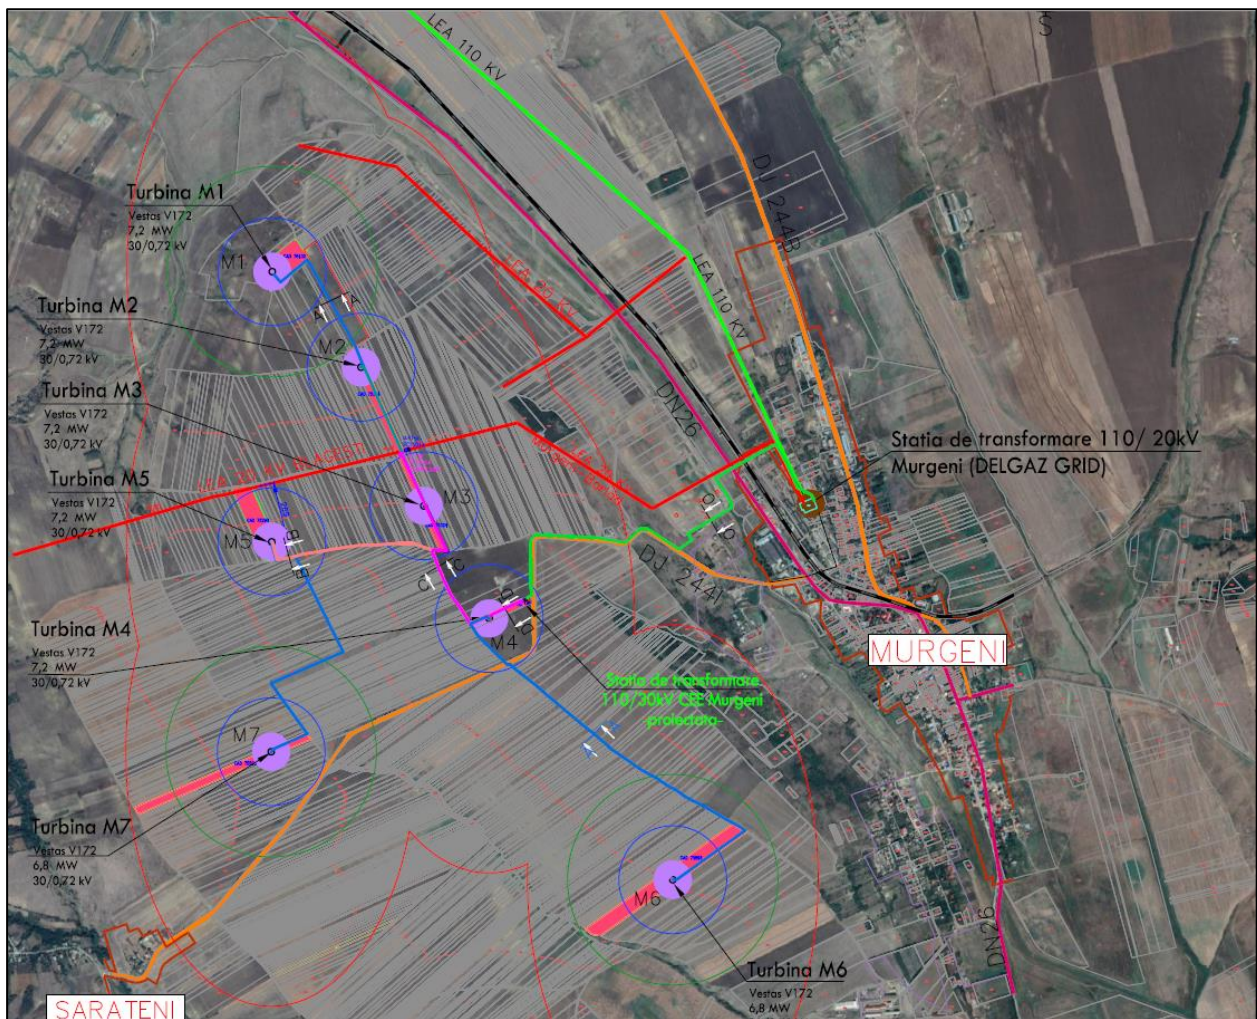 LEA 110 KV
S
DJ 244B
Turbina M1
Vestas V172
7,2 MW
30/0,72 kV
M1
LEA 110 KV
A
A
Turbina M2
Vestas V172
7,2 MW
30/0,72 kV
M2
Turbina M3
Vestas V172
7,2 MW
30/0,72 kV
DN26
Statia de transformare 110/ 20kV
Murgeni (DELGAZ GRID)
Turbina M5
Vestas V172
7,2 MW
30/0,72 kV
M3
M5
B
B
C
C
DJ 244I
Turbina M4
Vestas V172
7,2 MW
30/0,72 kV
M4
MURGENI
Statia de transformare
110/30kV CEE Murgeni
-proiectata-
M7
Turbina M7
Vestas V172
6,8 MW
30/0,72 kV
M6
DN26
Turbina M6
Vestas V172
6,8 MW
SARATENI